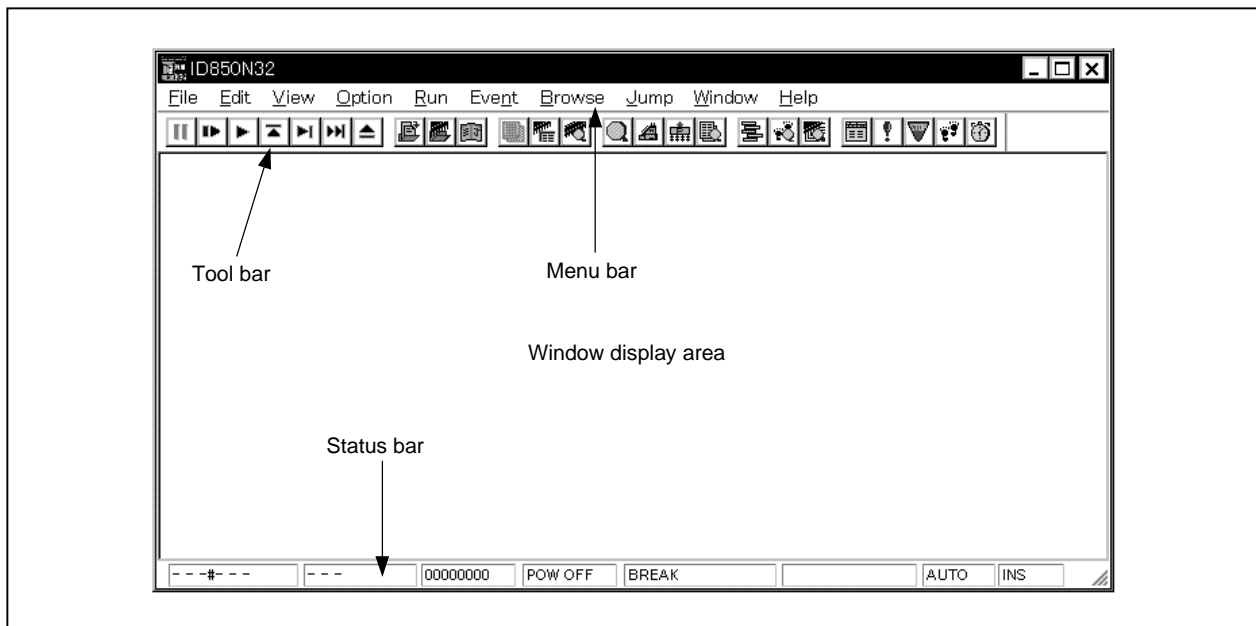 ID850N32
File Edit View Option Run Event Browse Jump Window Help
Tool bar
Menu bar
Window display area
Status bar
- - -#- - - - - - 00000000 POW OFF BREAK AUTO INS